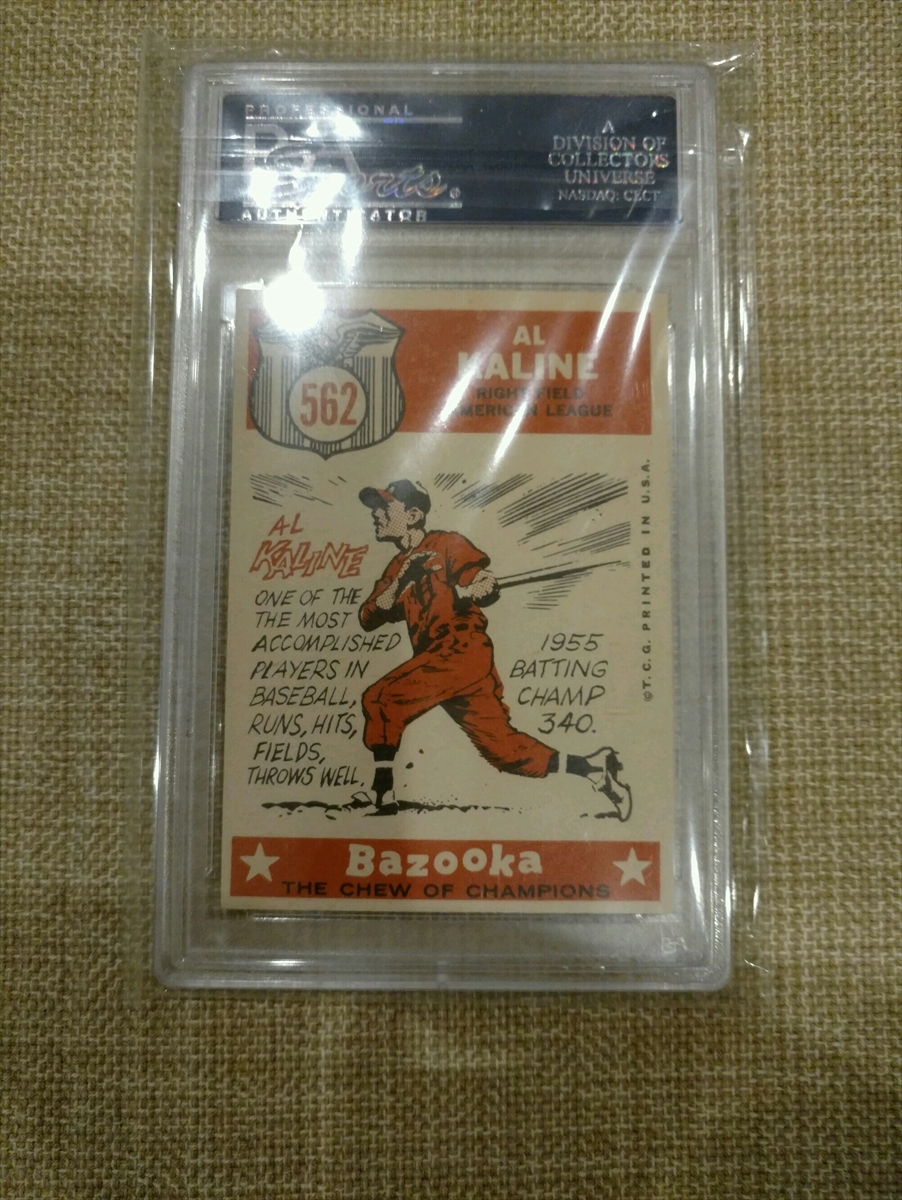 PROFESSIONAL
PSA
Sports®
AUTHENTICATOR
A
DIVISION OF
COLLECTORS
UNIVERSE
NASDAQ: CLCT
562
AL
KALINE
RIGHT FIELD
AMERICAN LEAGUE
AL
KALINE
ONE OF THE
THE MOST
ACCOMPLISHED
PLAYERS IN
BASEBALL,
RUNS, HITS,
FIELDS,
THROWS WELL.
1955
BATTING
CHAMP
340.
©T. C. G. PRINTED IN U.S.A.
Bazooka
THE CHEW OF CHAMPIONS